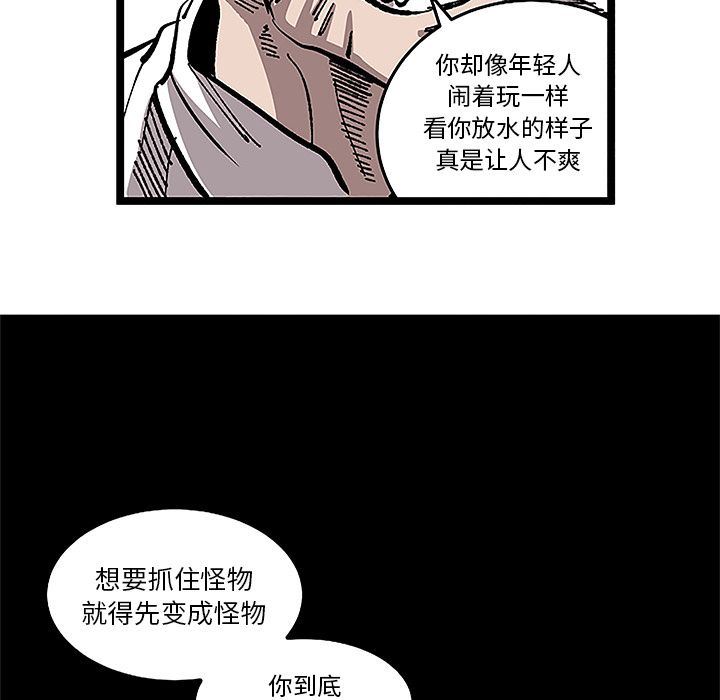 你却像年轻人
闹着玩一样
看你放水的样子
真是让人不爽
想要抓住怪物
就得先变成怪物
你到底